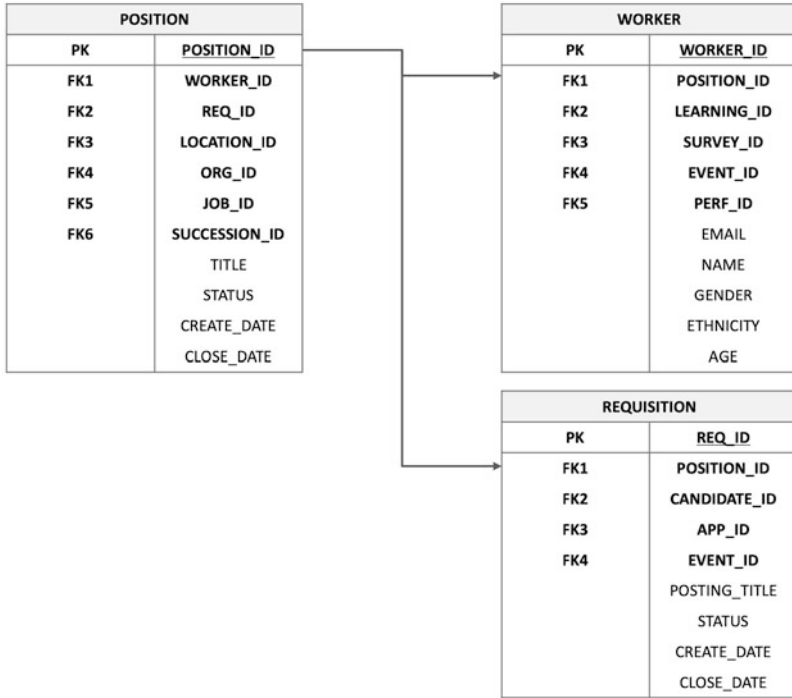 POSITION
PK POSITION_ID
FK1 WORKER_ID
FK2 REQ_ID
FK3 LOCATION_ID
FK4 ORG_ID
FK5 JOB_ID
FK6 SUCCESSION_ID
TITLE
STATUS
CREATE_DATE
CLOSE_DATE
WORKER
PK WORKER_ID
FK1 POSITION_ID
FK2 LEARNING_ID
FK3 SURVEY_ID
FK4 EVENT_ID
FK5 PERF_ID
EMAIL
NAME
GENDER
ETHNICITY
AGE
REQUISITION
PK REQ_ID
FK1 POSITION_ID
FK2 CANDIDATE_ID
FK3 APP_ID
FK4 EVENT_ID
POSTING_TITLE
STATUS
CREATE_DATE
CLOSE_DATE